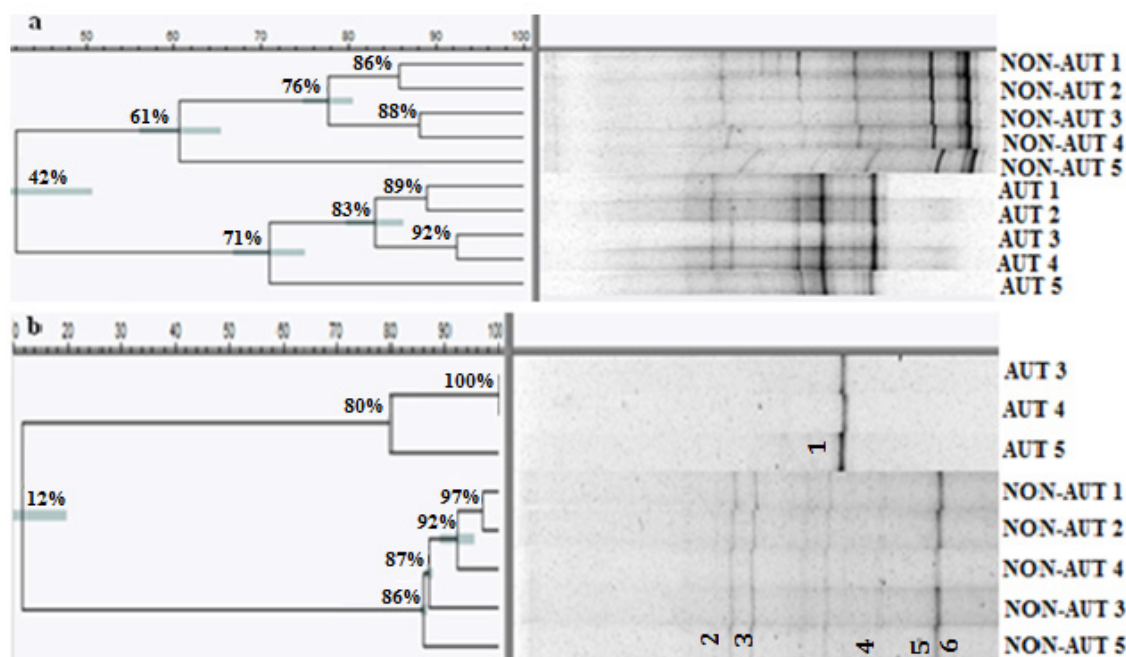 a
50 60 70 80 90 100
86%
76%
61%
88%
42%
89%
83%
92%
71%
NON-AUT 1
NON-AUT 2
NON-AUT 3
NON-AUT 4
NON-AUT 5
AUT 1
AUT 2
AUT 3
AUT 4
AUT 5
b
10 20 30 40 50 60 70 80 90 100
100%
80%
12%
97%
92%
87%
86%
1
2 3 4 5 6
AUT 3
AUT 4
AUT 5
NON-AUT 1
NON-AUT 2
NON-AUT 4
NON-AUT 3
NON-AUT 5